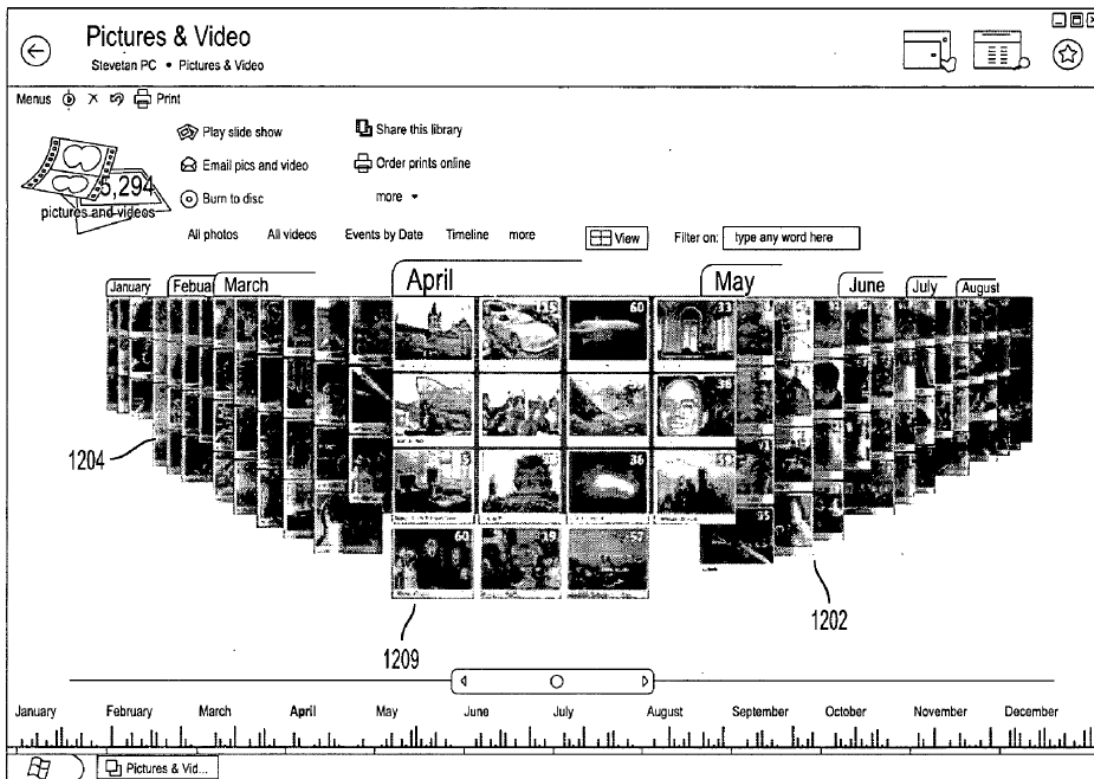 Pictures & Video
Stevetan PC • Pictures & Video
Menus Print
Play slide show Share this library
Email pics and video Order prints online
5,294
pictures and videos
Burn to disc more
All photos All videos Events by Date Timeline more View Filter on: type any word here
January Febuar March April May June July August
60 33
36
60 19 57
1204
1202
1209
January February March April May June July August September October November December
Pictures & Vid...